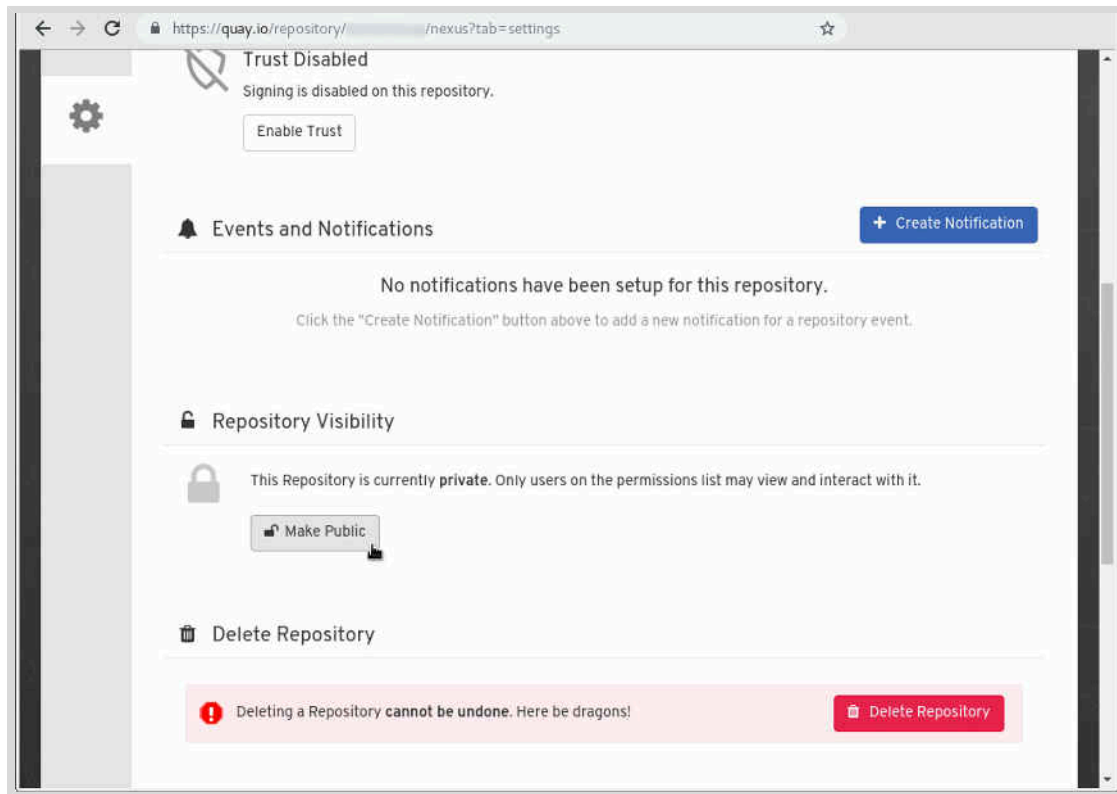 https://quay.io/repository/ /nexus?tab=settings
Trust Disabled
Signing is disabled on this repository.
Enable Trust
Events and Notifications
+ Create Notification
No notifications have been setup for this repository.
Click the "Create Notification" button above to add a new notification for a repository event.
Repository Visibility
This Repository is currently private. Only users on the permissions list may view and interact with it.
Make Public
Delete Repository
Deleting a Repository cannot be undone. Here be dragons!
Delete Repository